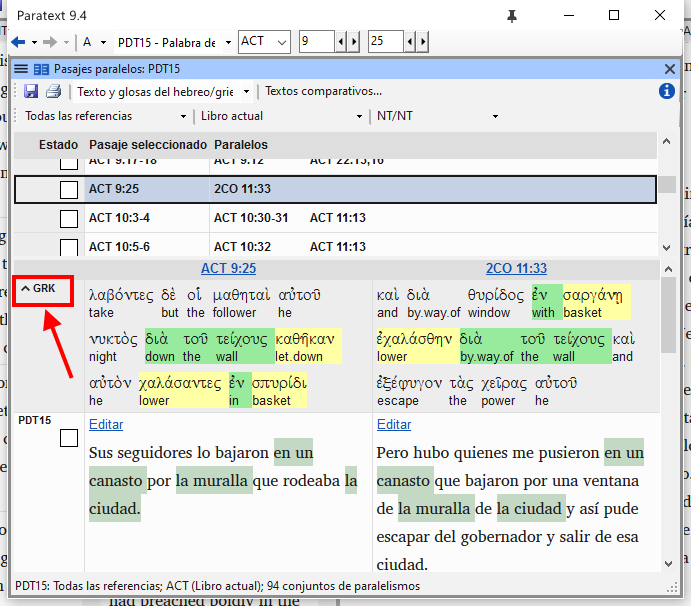 Paratext 9.4
A PDT15 - Palabra de ACT 9 25
Pasajes paralelos: PDT15
Texto y glosas del hebreo/grie Textos comparativos...
Todas las referencias Libro actual NT/NT
Estado Pasaje seleccionado Paralelos
ACT 9:17-18 ACT 9:12 ACT 22:13,16
ACT 9:25 2CO 11:33
ACT 10:3-4 ACT 10:30-31 ACT 11:13
ACT 10:5-6 ACT 10:32 ACT 11:13
ACT 9:25 2CO 11:33
GRK
λαβόντες δὲ οἱ μαθηταὶ αὐτοῦ
take but the follower he
νυκτὸς διὰ τοῦ τείχους καθῆκαν
night down the wall let.down
αὐτὸν χαλάσαντες ἐν σπυρίδι
he lower in basket
καὶ διὰ θυρίδος ἐν σαργάνῃ
and by.way.of window with basket
ἐχαλάσθην διὰ τοῦ τείχους καὶ
lower by.way.of the wall and
ἐξέφυγον τὰς χεῖρας αὐτοῦ
escape the power he
PDT15
Editar
Sus seguidores lo bajaron en un
canasto por la muralla que rodeaba la
ciudad.
Editar
Pero hubo quienes me pusieron en un
canasto que bajaron por una ventana
de la muralla de la ciudad y así pude
escapar del gobernador y salir de esa
ciudad.
PDT15: Todas las referencias; ACT (Libro actual); 94 conjuntos de paralelismos
had preached boldly in the